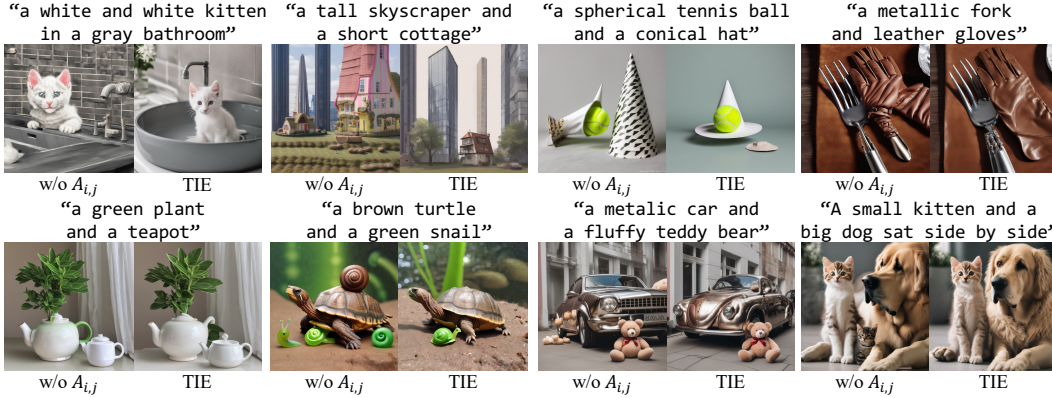 “a white and white kitten
in a gray bathroom”
“a tall skyscraper and
a short cottage”
“a spherical tennis ball
and a conical hat”
“a metallic fork
and leather gloves”
w/o A_{i,j}
TIE
w/o A_{i,j}
TIE
w/o A_{i,j}
TIE
w/o A_{i,j}
TIE
“a green plant
and a teapot”
“a brown turtle
and a green snail”
“a metalic car and
a fluffy teddy bear”
“A small kitten and a
big dog sat side by side”
w/o A_{i,j}
TIE
w/o A_{i,j}
TIE
w/o A_{i,j}
TIE
w/o A_{i,j}
TIE